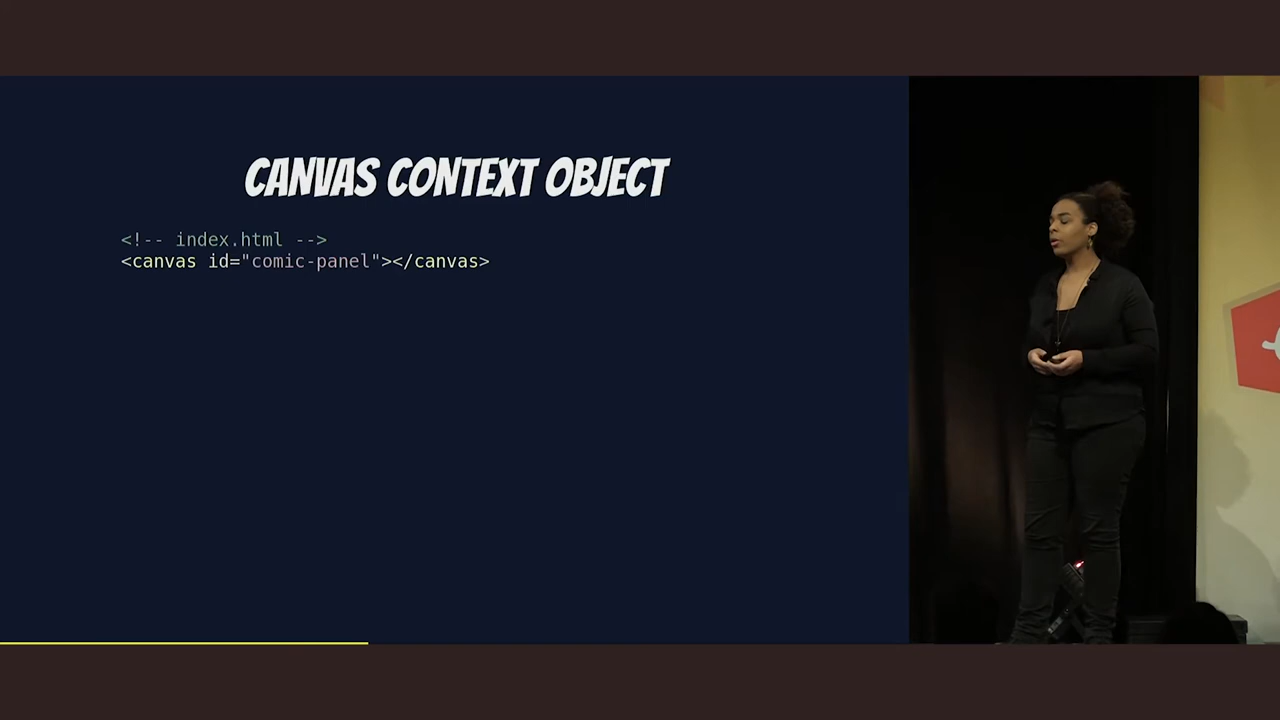 CANVAS CONTEXT OBJECT
<!-- index.html -->
<canvas id="comic-panel"></canvas>